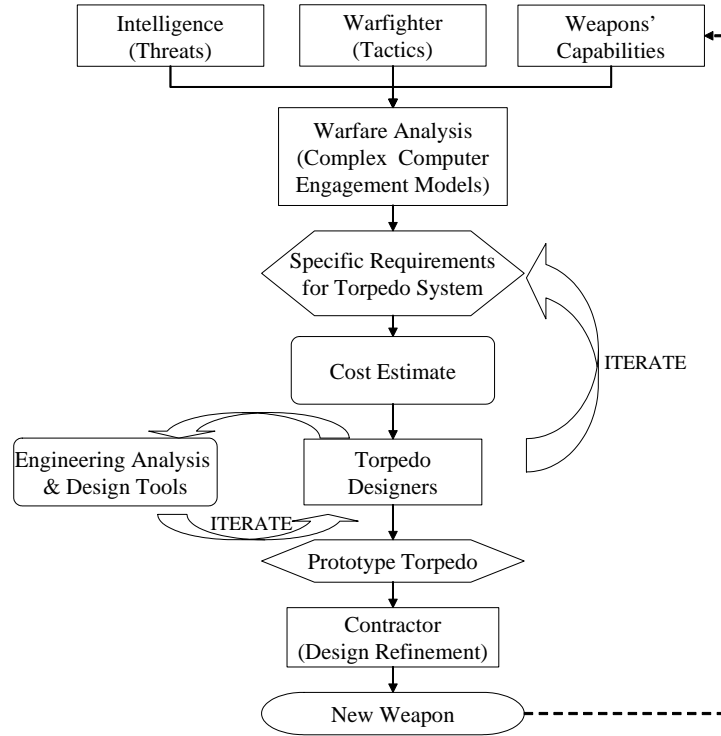 Intelligence
(Threats)
Warfighter
(Tactics)
Weapons'
Capabilities
Warfare Analysis
(Complex Computer
Engagement Models)
Specific Requirements
for Torpedo System
ITERATE
Cost Estimate
Engineering Analysis
& Design Tools
Torpedo
Designers
ITERATE
Prototype Torpedo
Contractor
(Design Refinement)
New Weapon